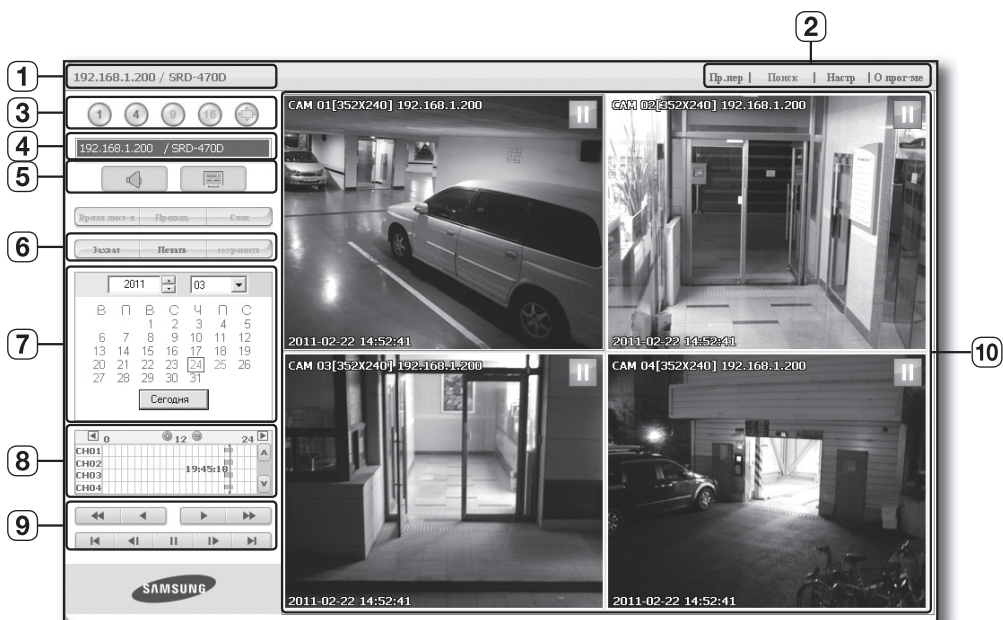 2
1
192.168.1.200 / SRD-470D
Пр.пер | Поиск | Настр | О прог-ме
3
1 4 9 16
4
192.168.1.200 / SRD-470D
5
6
Захват Печать сохранить
7
2011 03
В П В С Ч П С
1 2 3 4 5
6 7 8 9 10 11 12
13 14 15 16 17 18 19
20 21 22 23 24 25 26
27 28 29 30 31
Сегодня
8
0 12 24
CH01
CH02
19:45:18
CH03
CH04
9
SAMSUNG
CAM 01[352X240] 192.168.1.200
2011-02-22 14:52:41
CAM 02[352X240] 192.168.1.200
2011-02-22 14:52:41
CAM 03[352X240] 192.168.1.200
2011-02-22 14:52:41
CAM 04[352X240] 192.168.1.200
2011-02-22 14:52:41
10